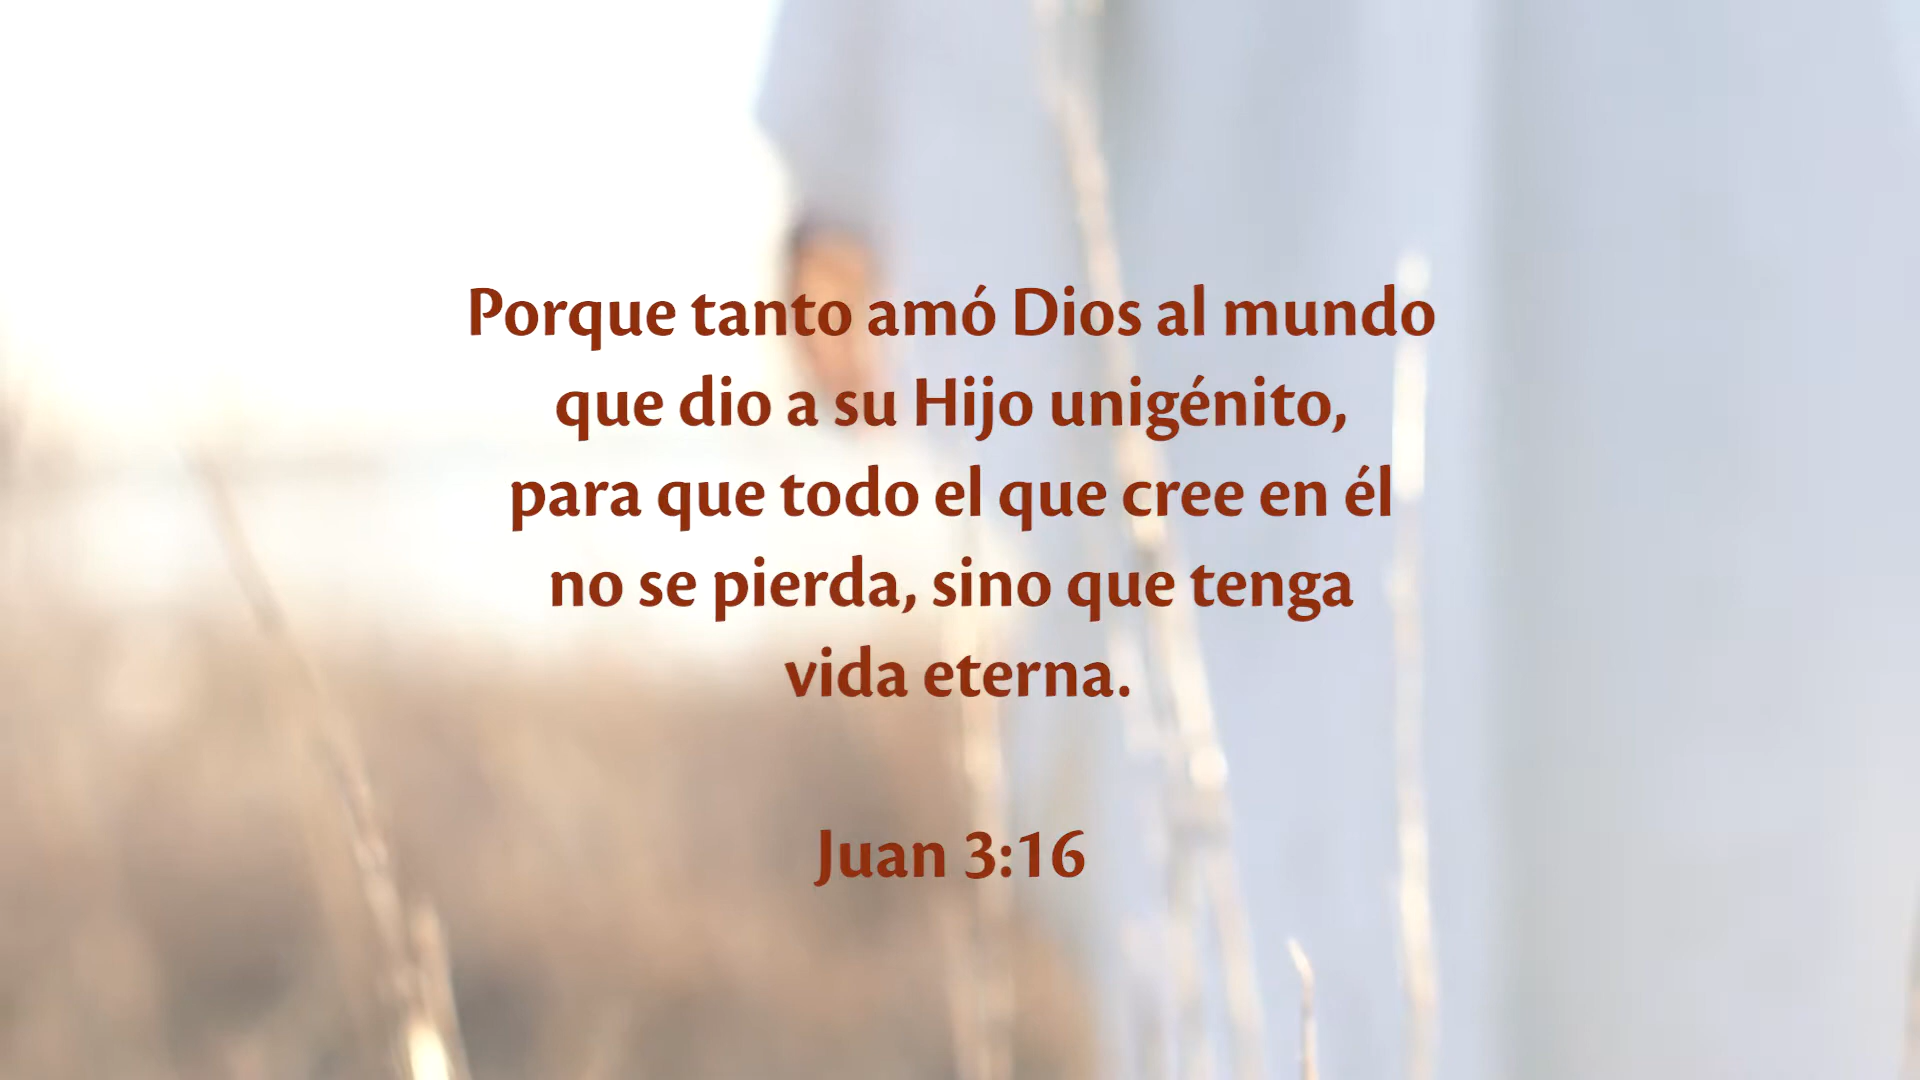 Porque tanto amó Dios al mundo
que dio a su Hijo unigénito,
para que todo el que cree en él
no se pierda, sino que tenga
vida eterna.
Juan 3:16